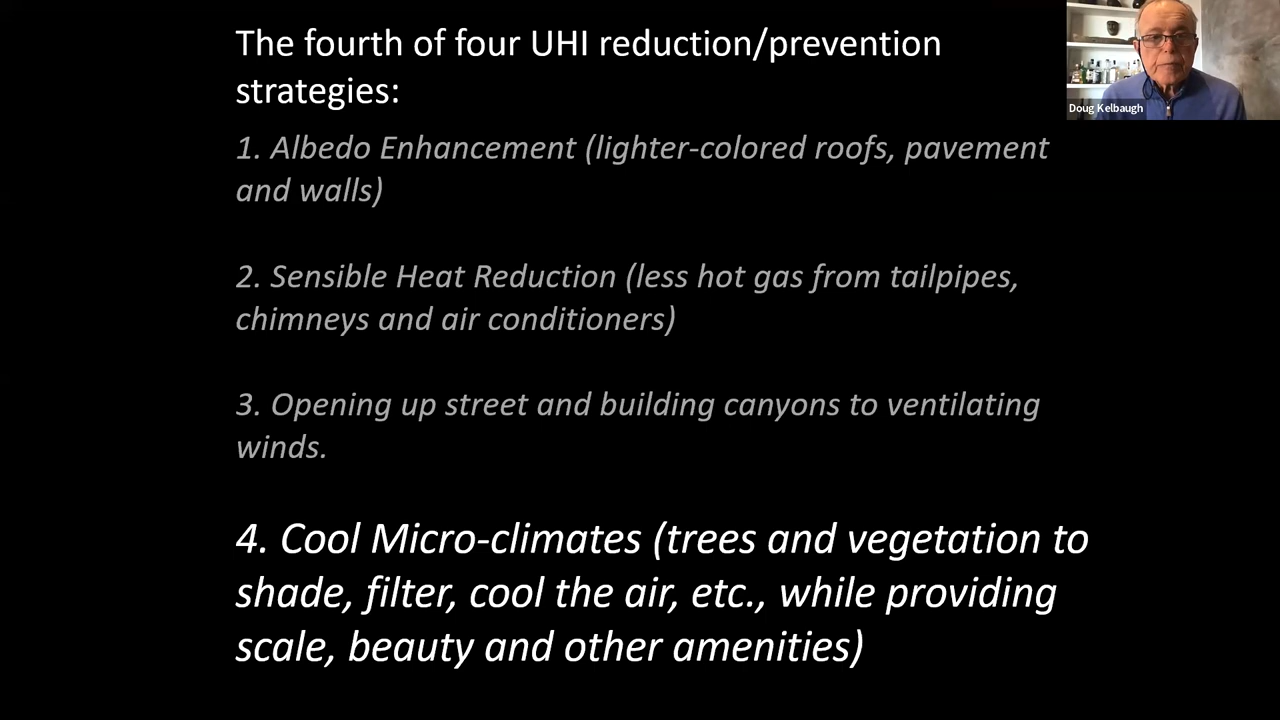 The fourth of four UHI reduction/prevention
strategies:
1. Albedo Enhancement (lighter-colored roofs, pavement
and walls)
2. Sensible Heat Reduction (less hot gas from tailpipes,
chimneys and air conditioners)
3. Opening up street and building canyons to ventilating
winds.
4. Cool Micro-climates (trees and vegetation to
shade, filter, cool the air, etc., while providing
scale, beauty and other amenities)
Doug Kelbaugh